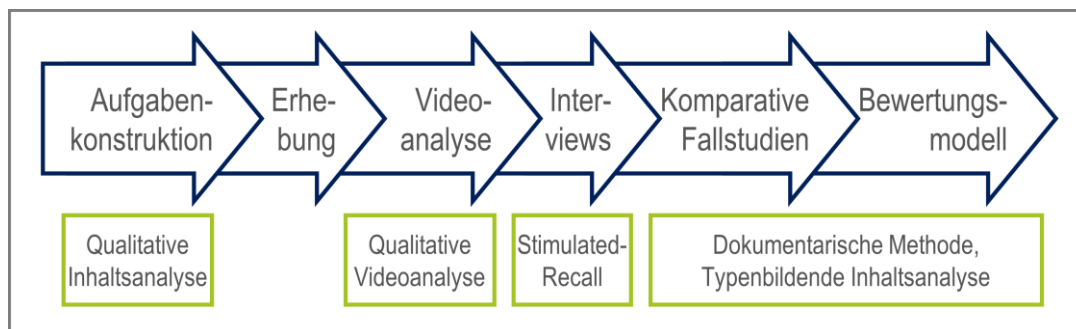 Aufgaben-
konstruktion
Erhe-
bung
Video-
analyse
Inter-
views
Komparative
Fallstudien
Bewertungs-
modell
Qualitative
Inhaltsanalyse
Qualitative
Videoanalyse
Stimulated-
Recall
Dokumentarische Methode,
Typenbildende Inhaltsanalyse